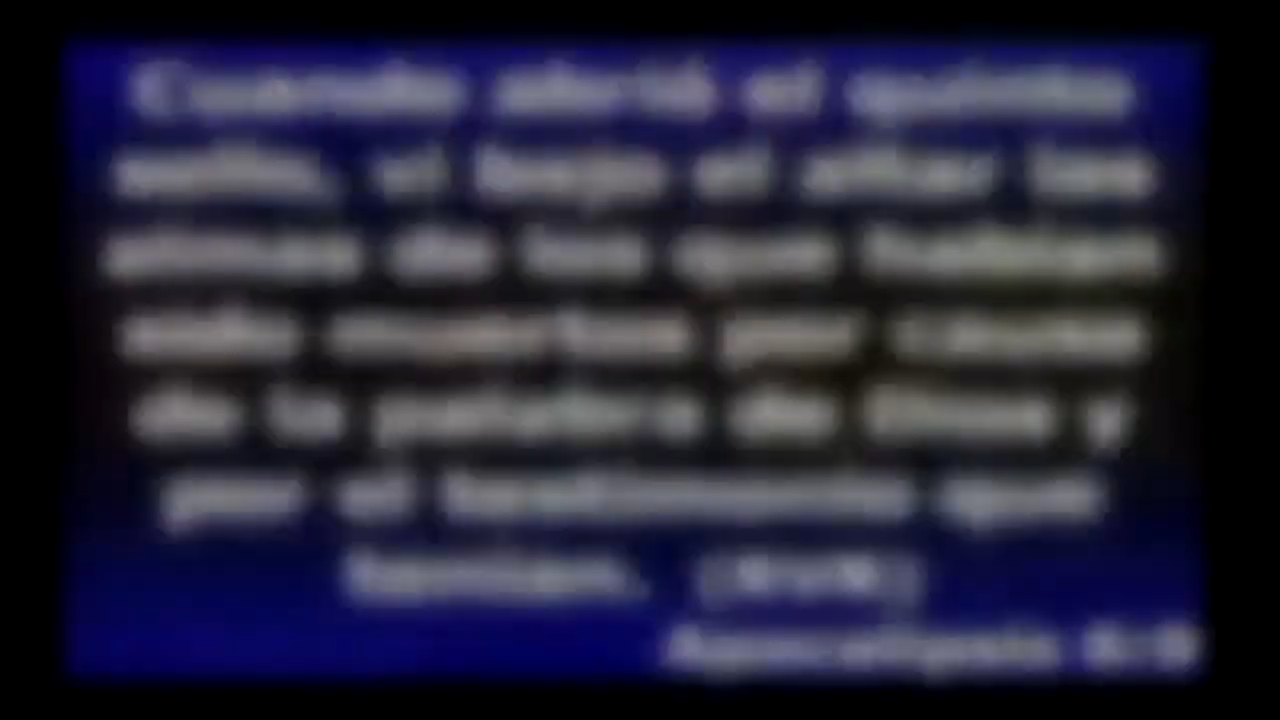 Cuando abrió el quinto
sello, vi bajo el altar las
almas de los que habían
sido muertos por causa
de la palabra de Dios y
por el testimonio que
tenían.
Apocalipsis 6:9